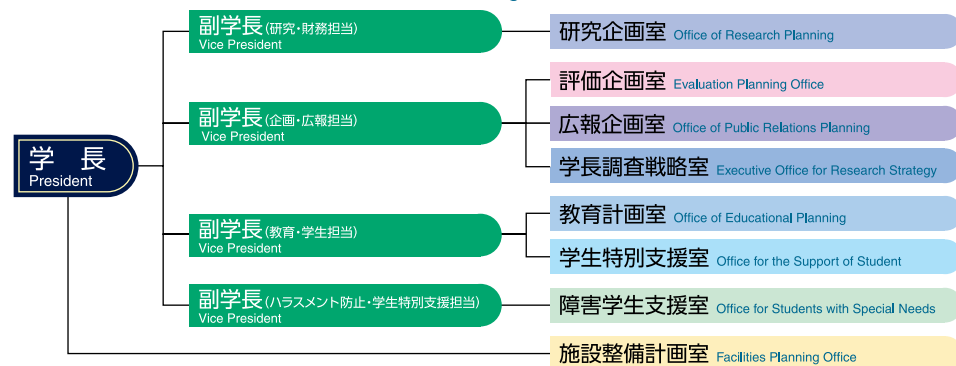 学 長
President
副学長(研究・財務担当)
Vice President
研究企画室 Office of Research Planning
副学長(企画・広報担当)
Vice President
評価企画室 Evaluation Planning Office
広報企画室 Office of Public Relations Planning
学長調査戦略室 Executive Office for Research Strategy
副学長(教育・学生担当)
Vice President
教育計画室 Office of Educational Planning
学生特別支援室 Office for the Support of Student
副学長(ハラスメント防止・学生特別支援担当)
Vice President
障害学生支援室 Office for Students with Special Needs
施設整備計画室 Facilities Planning Office